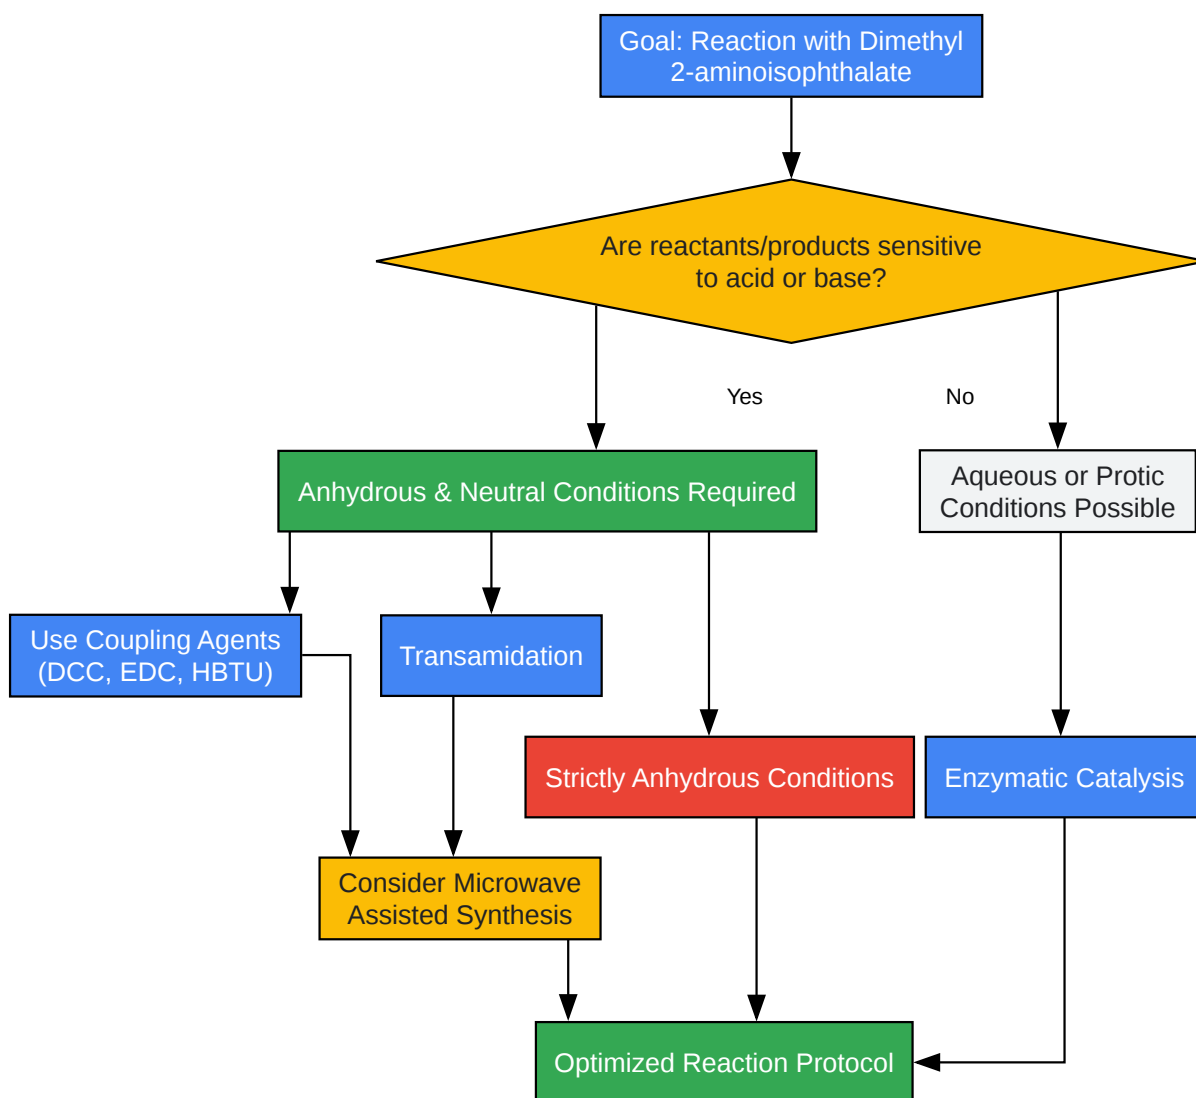 Goal: Reaction with Dimethyl
2-aminoisophthalate
Are reactants/products sensitive
to acid or base?
Yes
No
Anhydrous & Neutral Conditions Required
Aqueous or Protic
Conditions Possible
Use Coupling Agents
(DCC, EDC, HBTU)
Transamidation
Strictly Anhydrous Conditions
Enzymatic Catalysis
Consider Microwave
Assisted Synthesis
Optimized Reaction Protocol